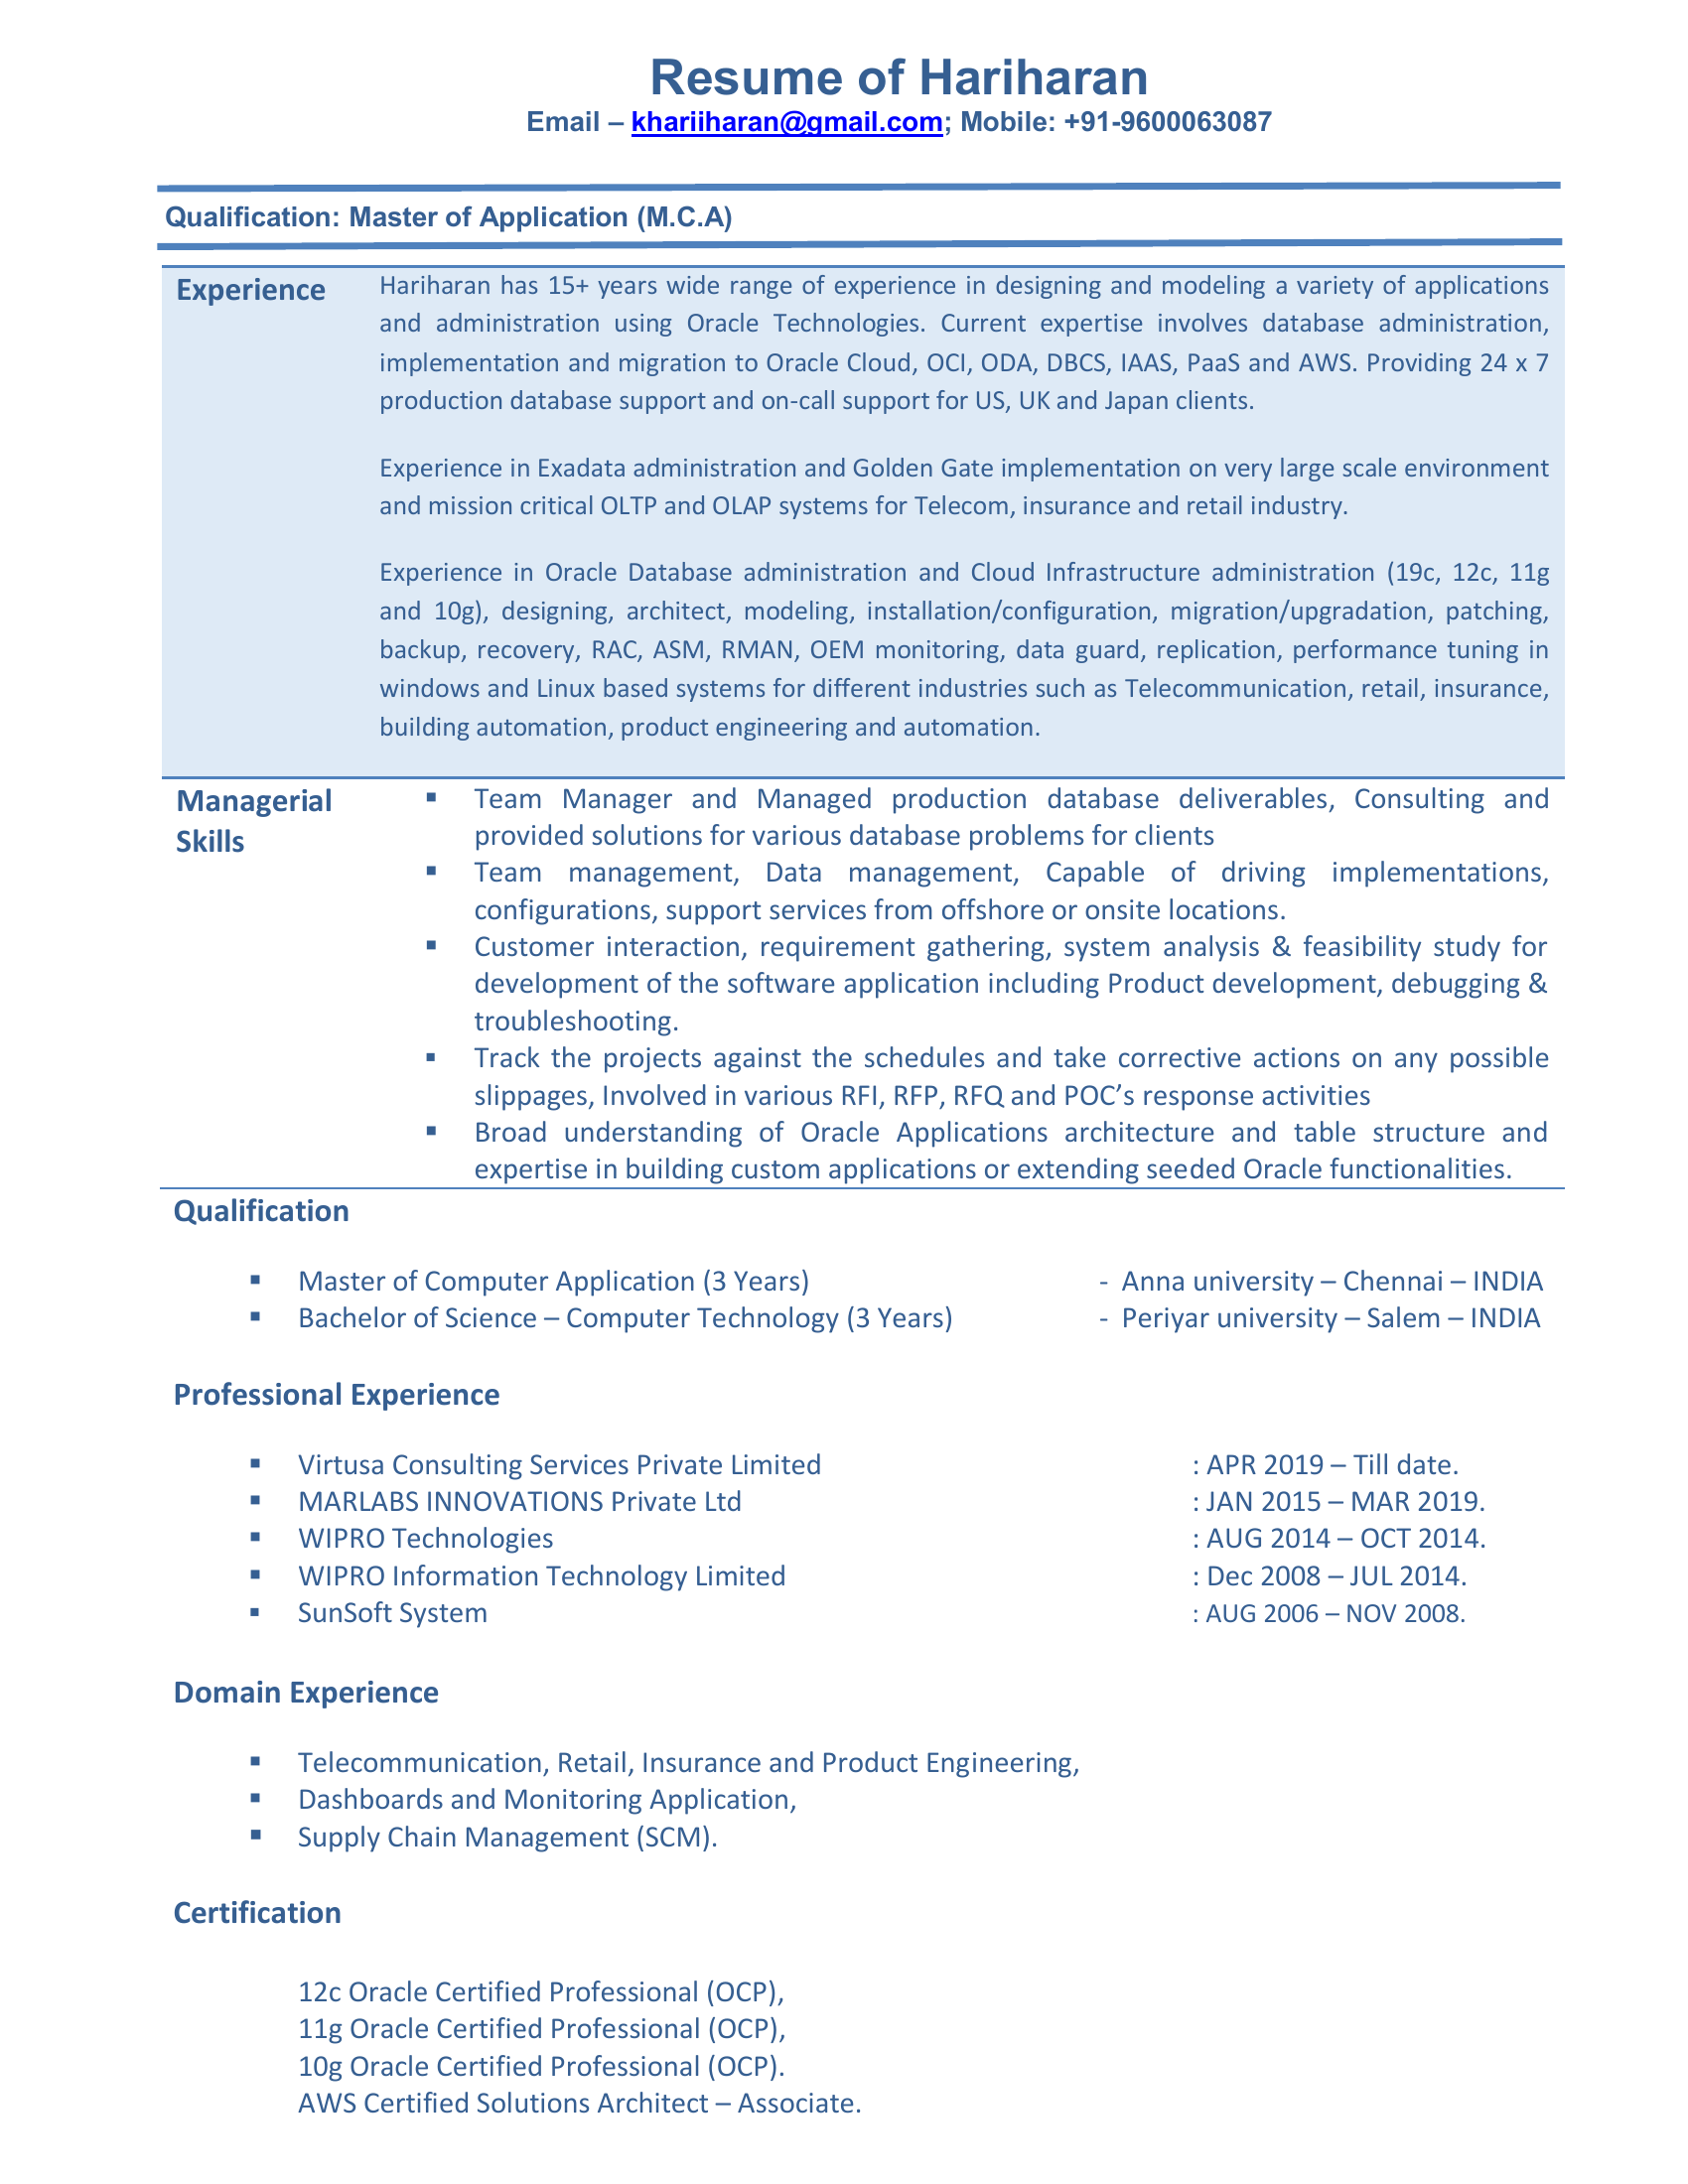 Resume of Hariharan
Email – khariiharan@gmail.com; Mobile: +91-9600063087
Qualification: Master of Application (M.C.A)
Experience
Hariharan has 15+ years wide range of experience in designing and modeling a variety of applications
and administration using Oracle Technologies. Current expertise involves database administration,
implementation and migration to Oracle Cloud, OCI, ODA, DBCS, IAAS, PaaS and AWS. Providing 24 x 7
production database support and on-call support for US, UK and Japan clients.
Experience in Exadata administration and Golden Gate implementation on very large scale environment
and mission critical OLTP and OLAP systems for Telecom, insurance and retail industry.
Experience in Oracle Database administration and Cloud Infrastructure administration (19c, 12c, 11g
and 10g), designing, architect, modeling, installation/configuration, migration/upgradation, patching,
backup, recovery, RAC, ASM, RMAN, OEM monitoring, data guard, replication, performance tuning in
windows and Linux based systems for different industries such as Telecommunication, retail, insurance,
building automation, product engineering and automation.
Managerial
Skills
▪ Team Manager and Managed production database deliverables, Consulting and
provided solutions for various database problems for clients
▪ Team management, Data management, Capable of driving implementations,
configurations, support services from offshore or onsite locations.
▪ Customer interaction, requirement gathering, system analysis & feasibility study for
development of the software application including Product development, debugging &
troubleshooting.
▪ Track the projects against the schedules and take corrective actions on any possible
slippages, Involved in various RFI, RFP, RFQ and POC’s response activities
▪ Broad understanding of Oracle Applications architecture and table structure and
expertise in building custom applications or extending seeded Oracle functionalities.
Qualification
▪ Master of Computer Application (3 Years) - Anna university – Chennai – INDIA
▪ Bachelor of Science – Computer Technology (3 Years) - Periyar university – Salem – INDIA
Professional Experience
▪ Virtusa Consulting Services Private Limited : APR 2019 – Till date.
▪ MARLABS INNOVATIONS Private Ltd : JAN 2015 – MAR 2019.
▪ WIPRO Technologies : AUG 2014 – OCT 2014.
▪ WIPRO Information Technology Limited : Dec 2008 – JUL 2014.
▪ SunSoft System : AUG 2006 – NOV 2008.
Domain Experience
▪ Telecommunication, Retail, Insurance and Product Engineering,
▪ Dashboards and Monitoring Application,
▪ Supply Chain Management (SCM).
Certification
12c Oracle Certified Professional (OCP),
11g Oracle Certified Professional (OCP),
10g Oracle Certified Professional (OCP).
AWS Certified Solutions Architect – Associate.